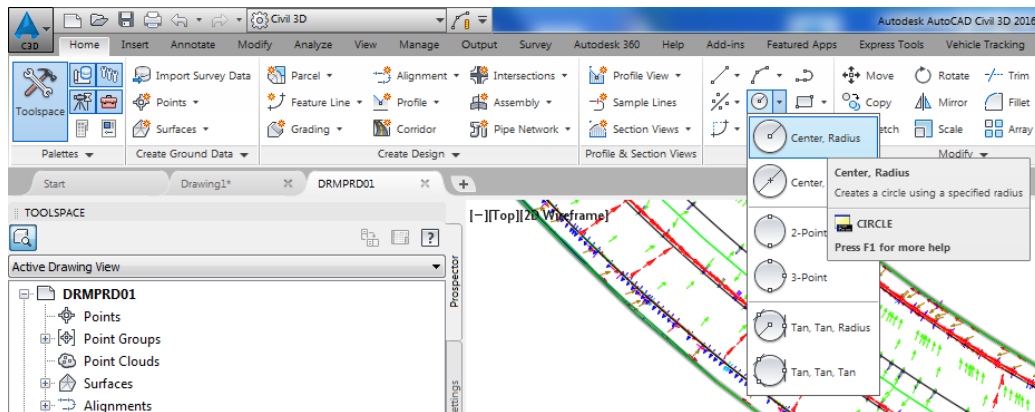 Civil 3D
Autodesk AutoCAD Civil 3D 2016
C3D
Home Insert Annotate Modify Analyze View Manage Output Survey Autodesk 360 Help Add-ins Featured Apps Express Tools Vehicle Tracking
Import Survey Data Parcel Alignment Intersections Profile View Move Rotate Trim
Toolspace Points Feature Line Profile Assembly Sample Lines Copy Mirror Fillet
Surfaces Grading Corridor Pipe Network Section Views etch Scale Array
Palettes Create Ground Data Create Design Profile & Section Views Modify
Center, Radius
Start Drawing1* DRMPRD01
Center, Radius
Creates a circle using a specified radius
Center,
CIRCLE
Press F1 for more help
TOOLSPACE
[−][Top][2D Wireframe]
2-Point
Active Drawing View
Prospector
3-Point
DRMPRD01
Points
Point Groups
Tan, Tan, Radius
Point Clouds
Surfaces
Tan, Tan, Tan
Alignments
ettings